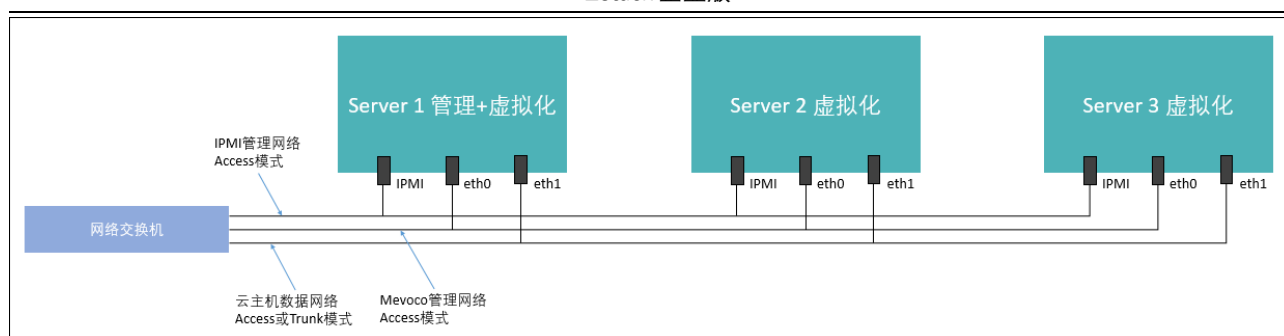 Server 1 管理+虚拟化
Server 2 虚拟化
Server 3 虚拟化
IPMI管理网络
Access模式
IPMI
eth0
eth1
IPMI
eth0
eth1
IPMI
eth0
eth1
网络交换机
云主机数据网络
Access或Trunk模式
Mevoco管理网络
Access模式